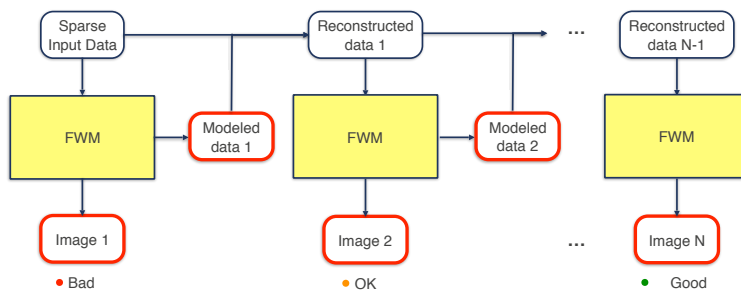 Sparse
Input Data
Reconstructed
data 1
...
Reconstructed
data N-1
FWM
Modeled
data 1
FWM
Modeled
data 2
FWM
Image 1
Image 2
...
Image N
• Bad
• OK
• Good